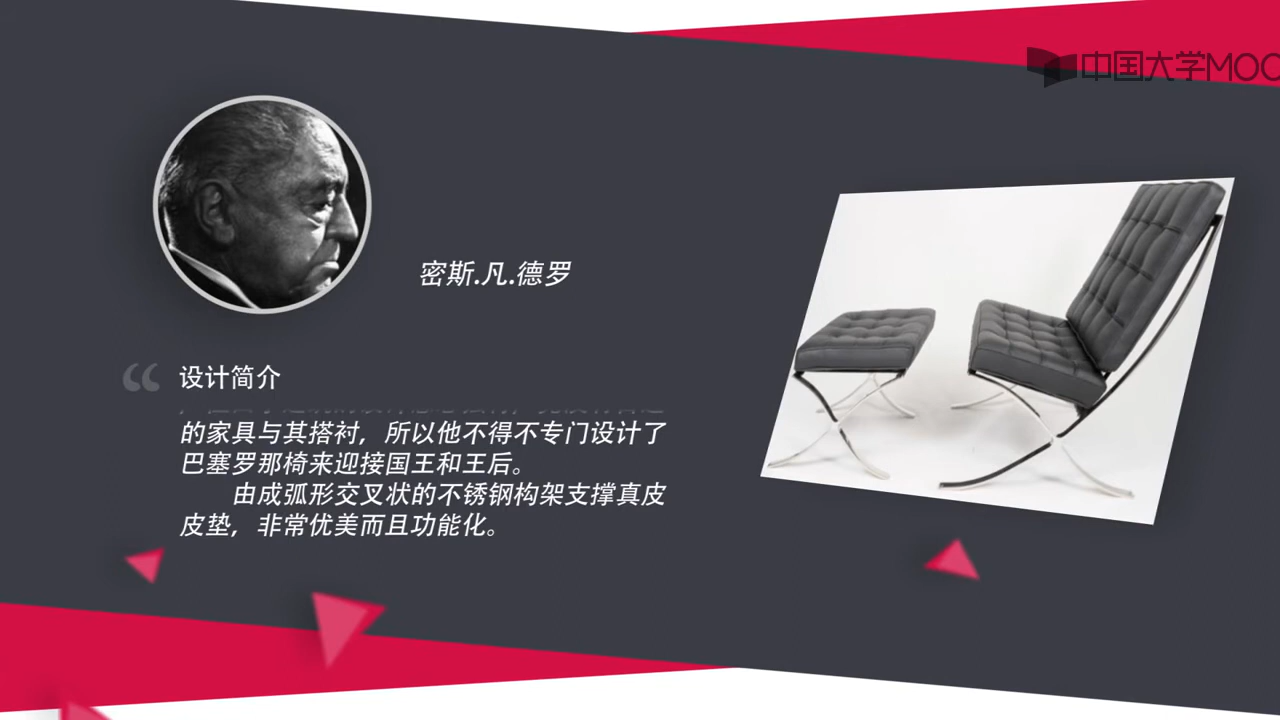 中国大学MOO
密斯.凡.德罗
设计简介
的家具与其搭衬，所以他不得不专门设计了
巴塞罗那椅来迎接国王和王后。
由成弧形交叉状的不锈钢构架支撑真皮
皮垫，非常优美而且功能化。